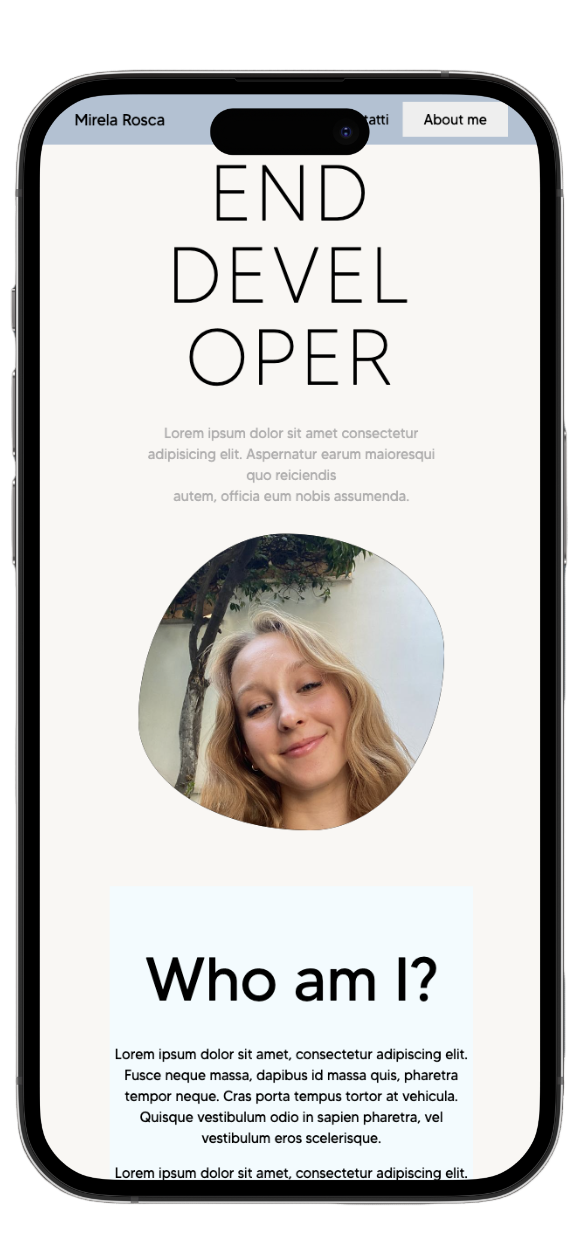 Mirela Rosca
About me
END
DEVEL
OPER
Lorem ipsum dolor sit amet consectetur
adipisicing elit. Aspernatur earum maioresqui
quo reiciendis
autem, officia eum nobis assumenda.
Who am I?
Lorem ipsum dolor sit amet, consectetur adipiscing elit.
Fusce neque massa, dapibus id massa quis, pharetra
tempor neque. Cras porta tempus tortor at vehicula.
Quisque vestibulum odio in sapien pharetra, vel
vestibulum eros scelerisque.
Lorem ipsum dolor sit amet, consectetur adipiscing elit.